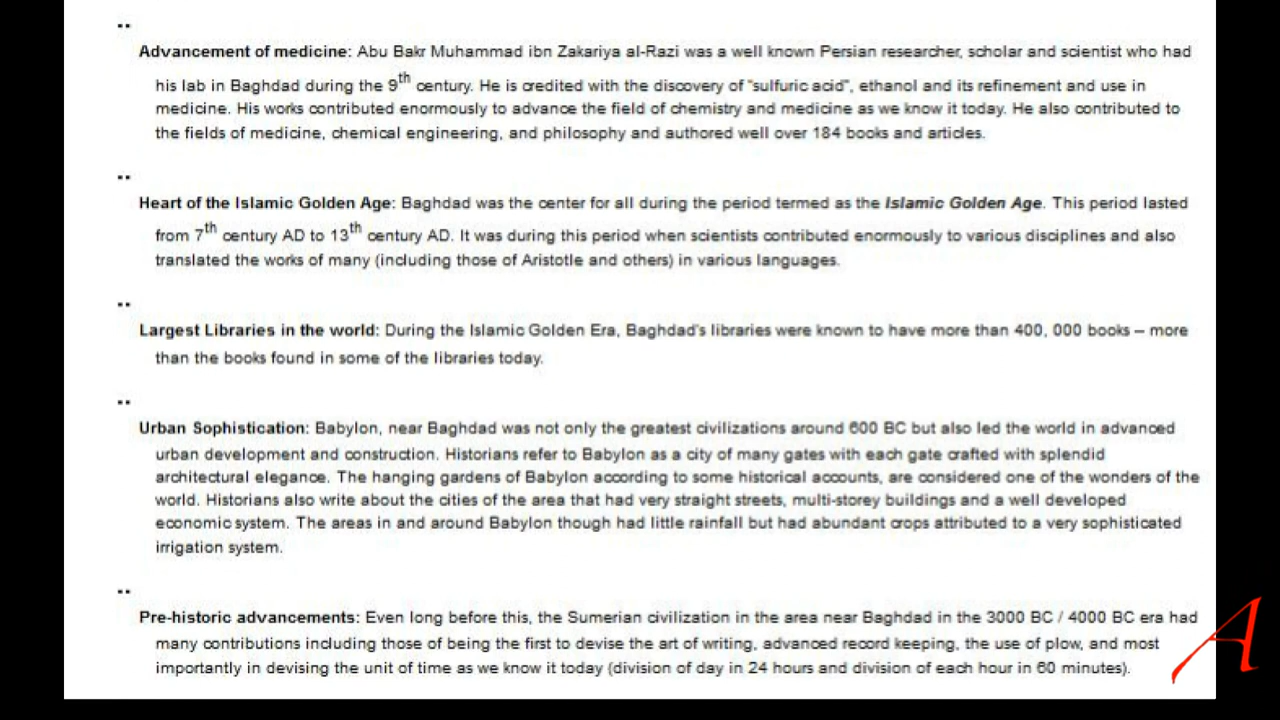 Advancement of medicine: Abu Bakr Muhammad ibn Zakariya al-Razi was a well known Persian researcher, scholar and scientist who had
his lab in Baghdad during the 9th century. He is credited with the discovery of "sulfuric acid", ethanol and its refinement and use in
medicine. His works contributed enormously to advance the field of chemistry and medicine as we know it today. He also contributed to
the fields of medicine, chemical engineering, and philosophy and authored well over 184 books and articles.
Heart of the Islamic Golden Age: Baghdad was the center for all during the period termed as the Islamic Golden Age. This period lasted
from 7th century AD to 13th century AD. It was during this period when scientists contributed enormously to various disciplines and also
translated the works of many (including those of Aristotle and others) in various languages.
Largest Libraries in the world: During the Islamic Golden Era, Baghdad's libraries were known to have more than 400, 000 books – more
than the books found in some of the libraries today.
Urban Sophistication: Babylon, near Baghdad was not only the greatest civilizations around 600 BC but also led the world in advanced
urban development and construction. Historians refer to Babylon as a city of many gates with each gate crafted with splendid
architectural elegance. The hanging gardens of Babylon according to some historical accounts, are considered one of the wonders of the
world. Historians also write about the cities of the area that had very straight streets, multi-storey buildings and a well developed
economic system. The areas in and around Babylon though had little rainfall but had abundant crops attributed to a very sophisticated
irrigation system.
Pre-historic advancements: Even long before this, the Sumerian civilization in the area near Baghdad in the 3000 BC / 4000 BC era had
many contributions including those of being the first to devise the art of writing, advanced record keeping, the use of plow, and most
importantly in devising the unit of time as we know it today (division of day in 24 hours and division of each hour in 60 minutes).
A